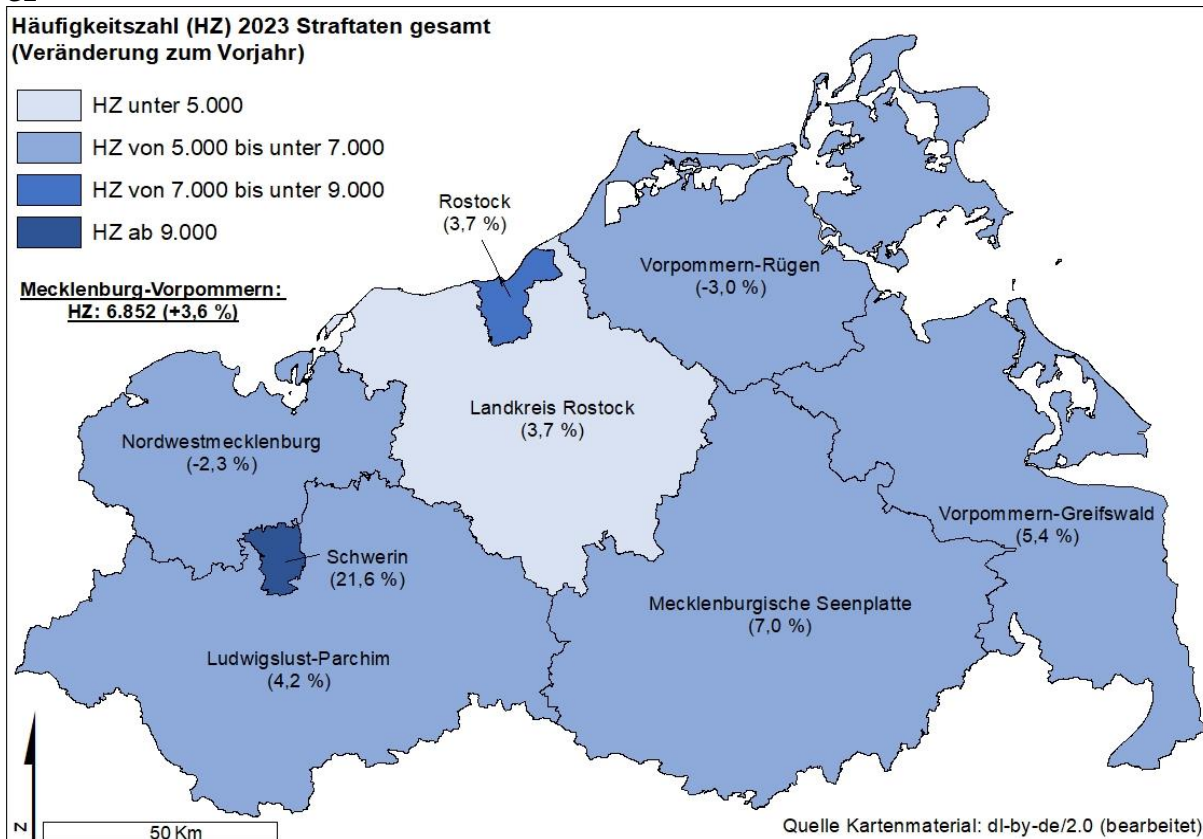 Häufigkeitszahl (HZ) 2023 Straftaten gesamt
(Veränderung zum Vorjahr)
HZ unter 5.000
HZ von 5.000 bis unter 7.000
HZ von 7.000 bis unter 9.000
HZ ab 9.000
Mecklenburg-Vorpommern:
HZ: 6.852 (+3,6 %)
Rostock
(3,7 %)
Vorpommern-Rügen
(-3,0 %)
Landkreis Rostock
(3,7 %)
Nordwestmecklenburg
(-2,3 %)
Vorpommern-Greifswald
(5,4 %)
Schwerin
(21,6 %)
Mecklenburgische Seenplatte
(7,0 %)
Ludwigslust-Parchim
(4,2 %)
N
50 Km
Quelle Kartenmaterial: dl-by-de/2.0 (bearbeitet)